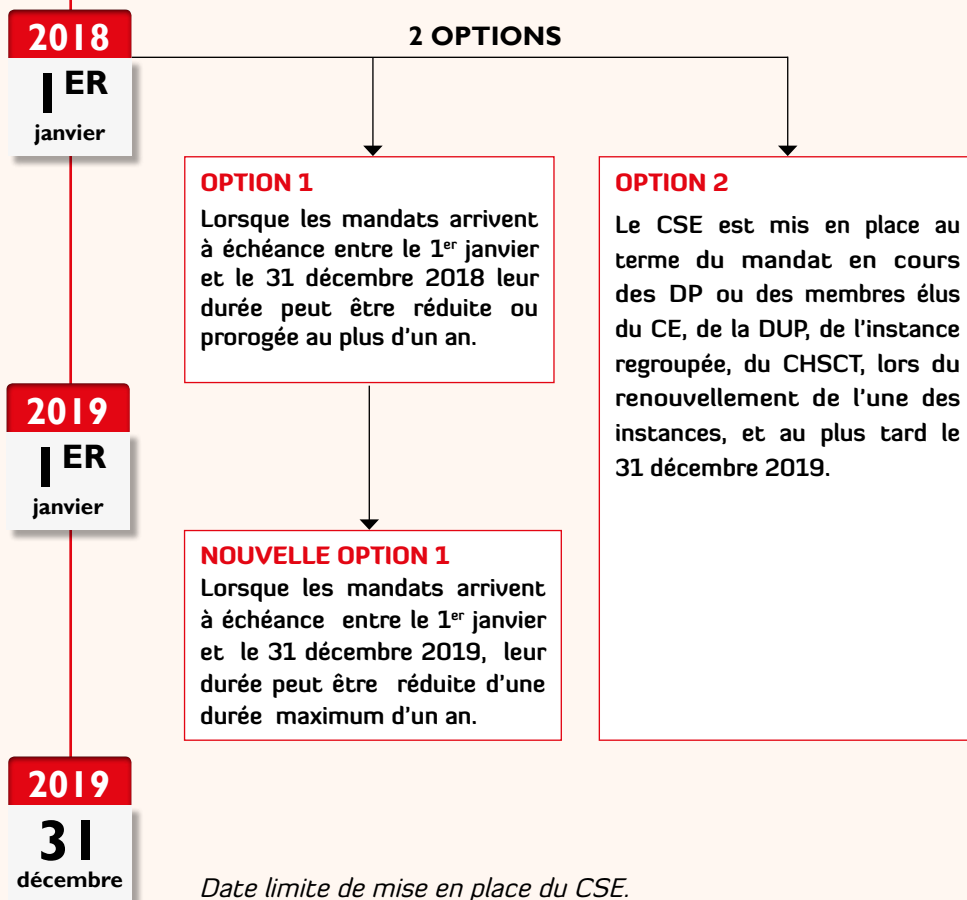 2018
1ER
janvier
2 OPTIONS
OPTION 1
Lorsque les mandats arrivent
à échéance entre le 1er janvier
et le 31 décembre 2018 leur
durée peut être réduite ou
prorogée au plus d'un an.
OPTION 2
Le CSE est mis en place au
terme du mandat en cours
des DP ou des membres élus
du CE, de la DUP, de l'instance
regroupée, du CHSCT, lors du
renouvellement de l'une des
instances, et au plus tard le
31 décembre 2019.
2019
1ER
janvier
NOUVELLE OPTION 1
Lorsque les mandats arrivent
à échéance entre le 1er janvier
et le 31 décembre 2019, leur
durée peut être réduite d'une
durée maximum d'un an.
2019
31
décembre
Date limite de mise en place du CSE.